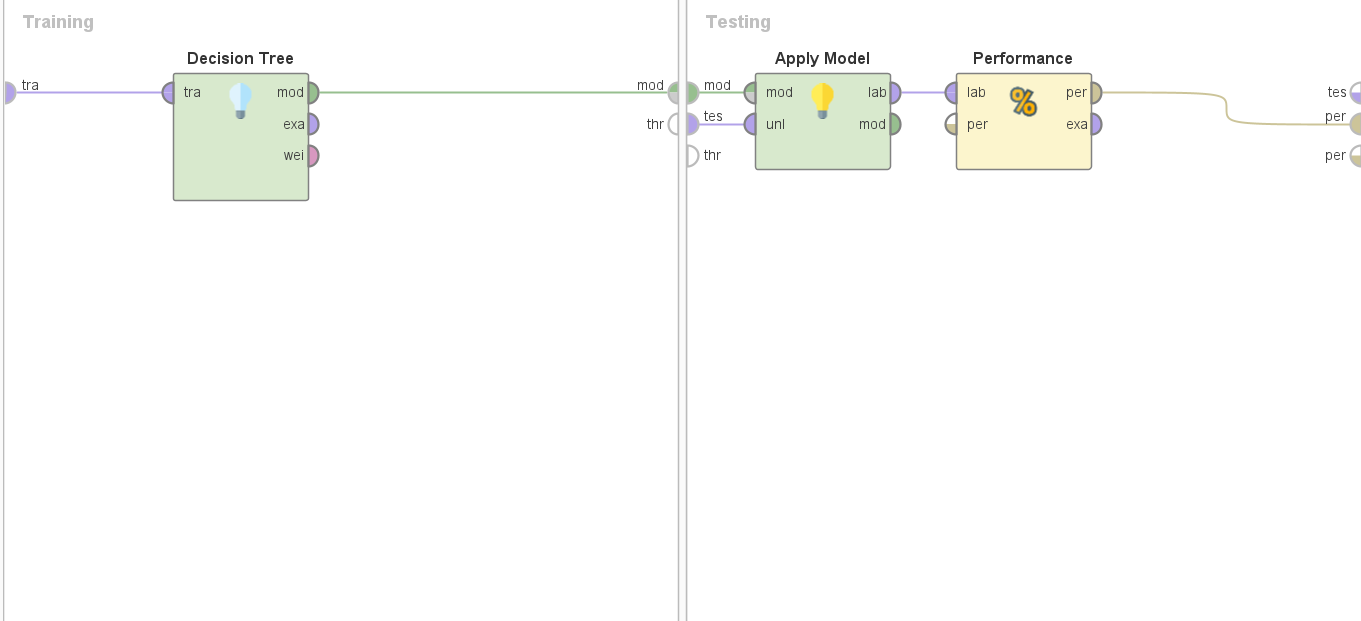 Training
Decision Tree
tra
tra
mod
exa
wei
mod
thr
Testing
Apply Model
Performance
mod
tes
thr
mod
unl
lab
mod
lab
per
%
per
exa
tes
per
per